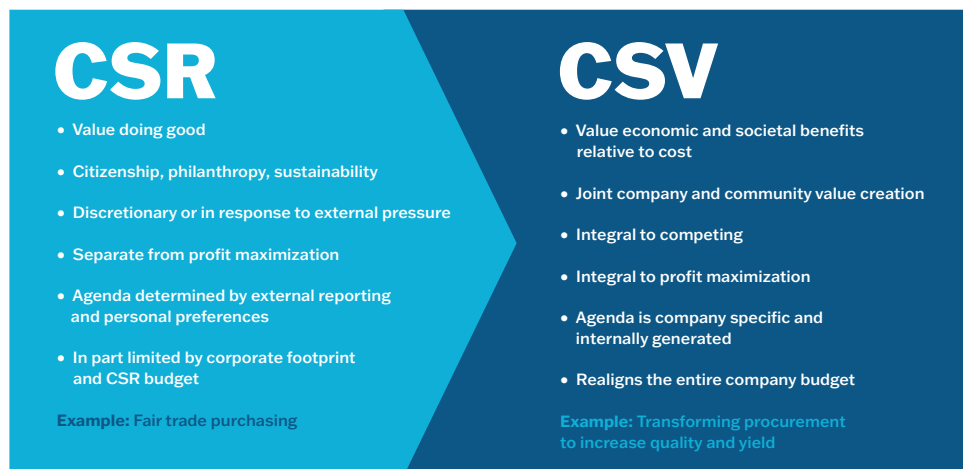 CSR
• Value doing good
• Citizenship, philanthropy, sustainability
• Discretionary or in response to external pressure
• Separate from profit maximization
• Agenda determined by external reporting
and personal preferences
• In part limited by corporate footprint
and CSR budget
Example: Fair trade purchasing
CSV
• Value economic and societal benefits
relative to cost
• Joint company and community value creation
• Integral to competing
• Integral to profit maximization
• Agenda is company specific and
internally generated
• Realigns the entire company budget
Example: Transforming procurement
to increase quality and yield